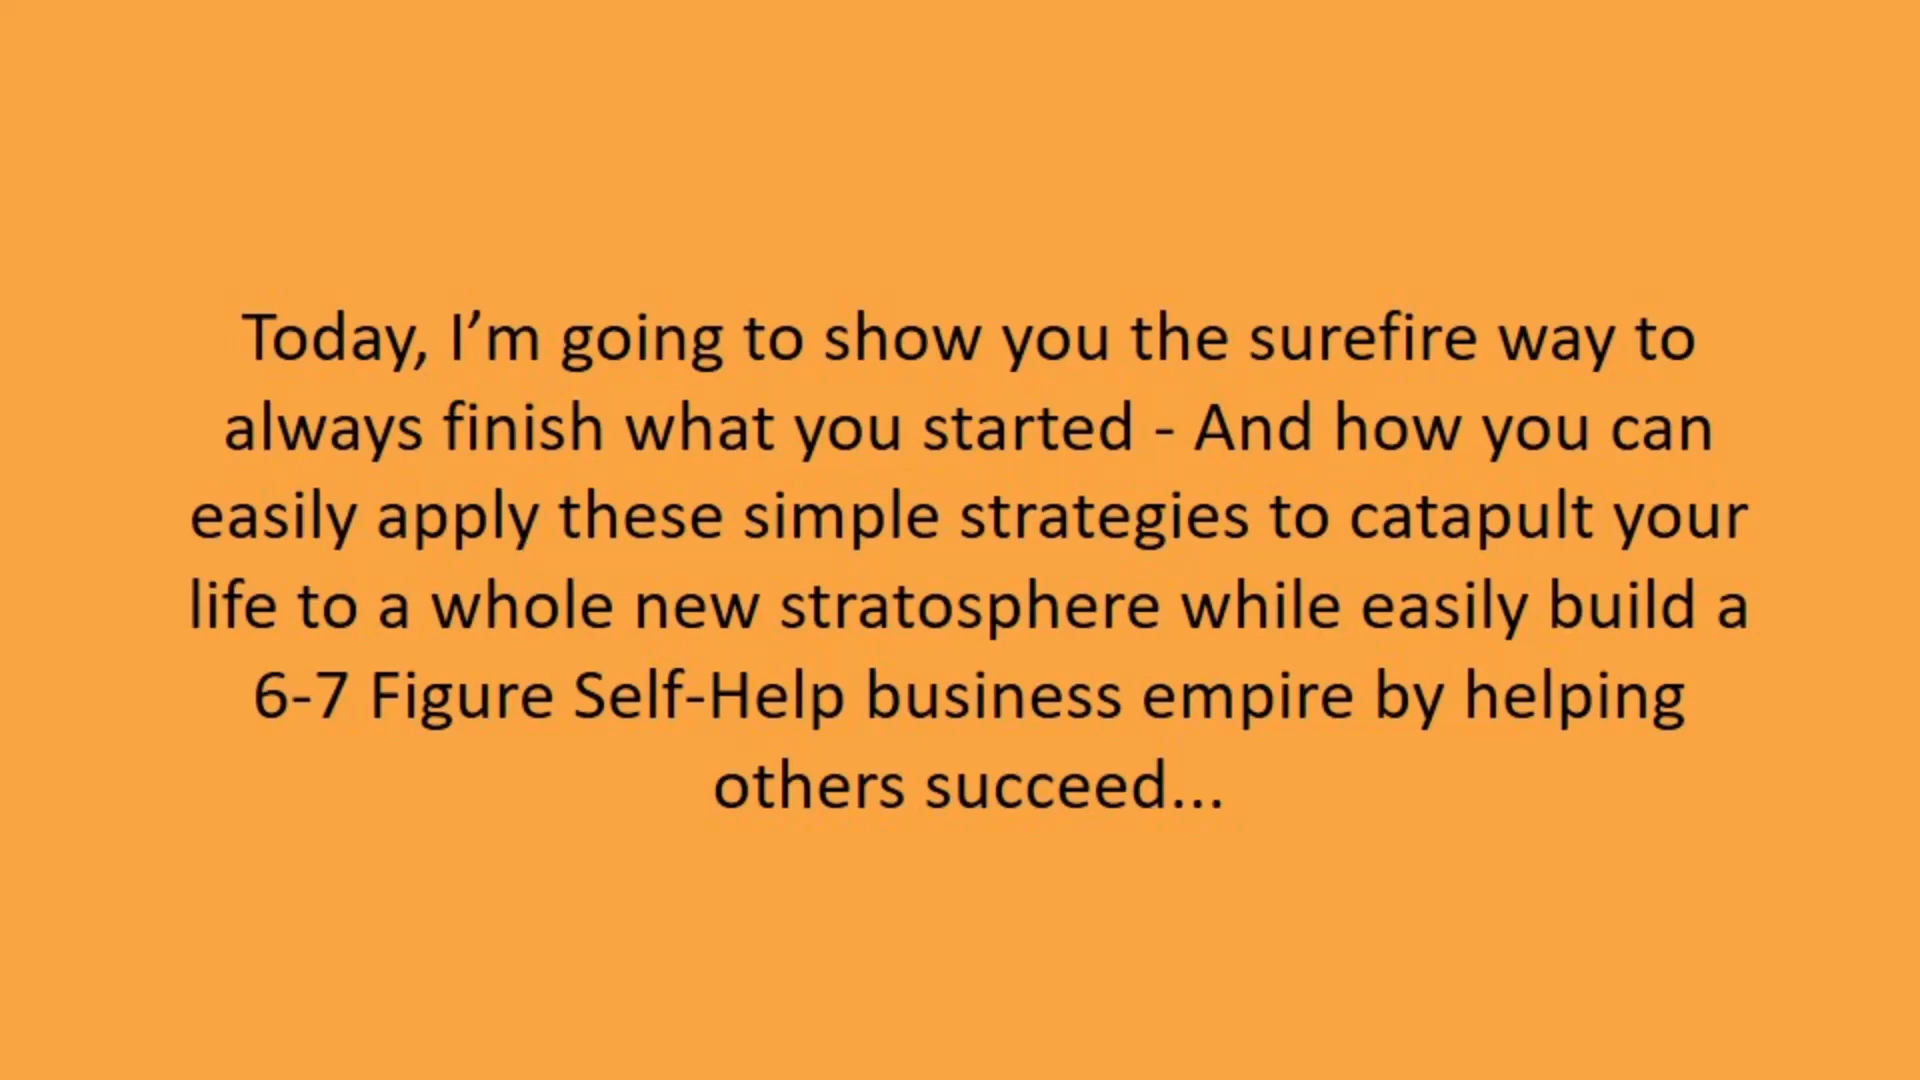 Today, I’m going to show you the surefire way to
always finish what you started - And how you can
easily apply these simple strategies to catapult your
life to a whole new stratosphere while easily build a
6-7 Figure Self-Help business empire by helping
others succeed...